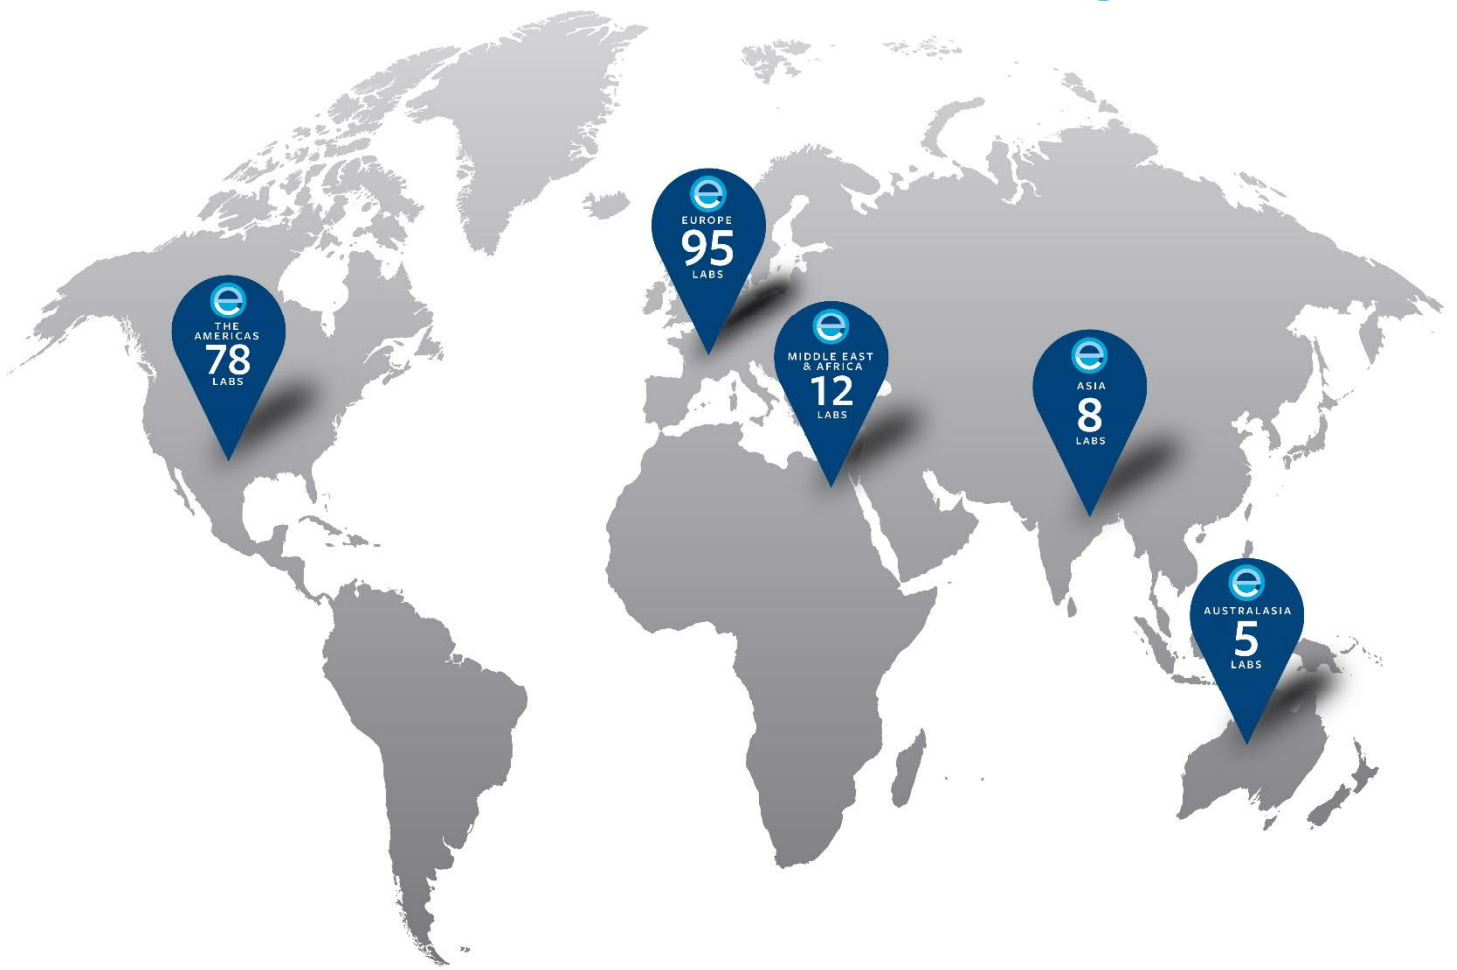 EUROPE
95
LABS
THE
AMERICAS
78
LABS
MIDDLE EAST
& AFRICA
12
LABS
ASIA
8
LABS
AUSTRALASIA
5
LABS